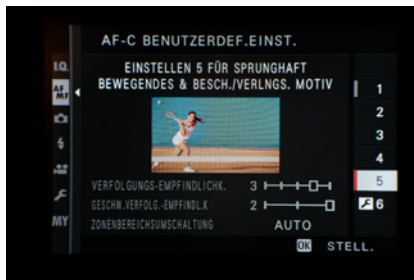 AF-C BENUTZERDEF.EINST.
I.Q.
AF
MF
MY
EINSTELLEN 5 FÜR SPRUNGHAFT
BEWEGENDES & BESCH./VERLNGS. MOTIV
VERFOLGUNGS-EMPFINDLICHK. 3
GESCHW.VERFOLG.-EMPFINDL.K 2
ZONENBEREICHSUMSCHALTUNG AUTO
1
2
3
4
5
6
OK STELL.